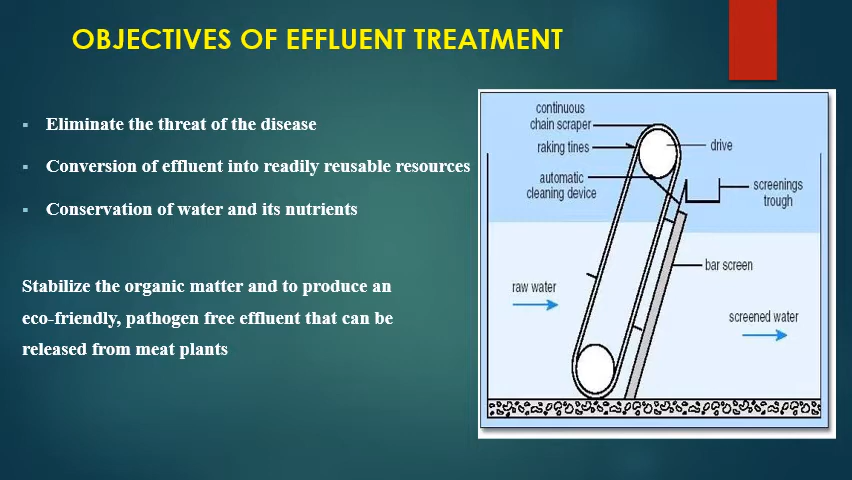 OBJECTIVES OF EFFLUENT TREATMENT
▪ Eliminate the threat of the disease
▪ Conversion of effluent into readily reusable resources
▪ Conservation of water and its nutrients
Stabilize the organic matter and to produce an
eco-friendly, pathogen free effluent that can be
released from meat plants
continuous
chain scraper
raking tines
drive
automatic
cleaning device
screenings
trough
bar screen
raw water
screened water